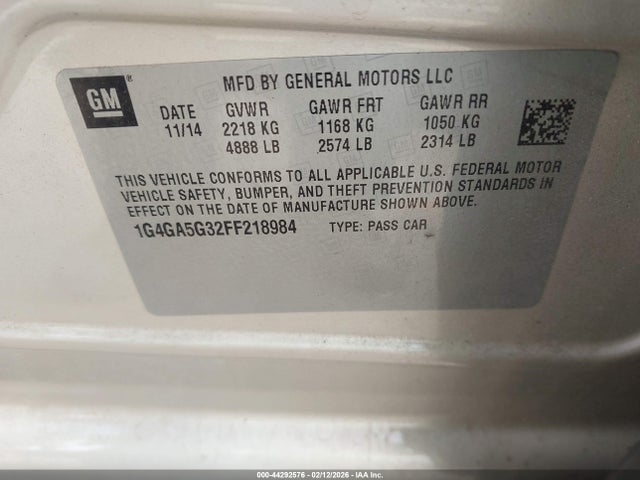 GM
MFD BY GENERAL MOTORS LLC
DATE GVWR GAWR FRT GAWR RR
11/14 2218 KG 1168 KG 1050 KG
4888 LB 2574 LB 2314 LB
THIS VEHICLE CONFORMS TO ALL APPLICABLE U.S. FEDERAL MOTOR
VEHICLE SAFETY, BUMPER, AND THEFT PREVENTION STANDARDS IN
EFFECT ON THE DATE OF MANUFACTURE SHOWN ABOVE.
1G4GA5G32FF218984 TYPE: PASS CAR
000-44292576 - 02/12/2026 - IAA Inc.